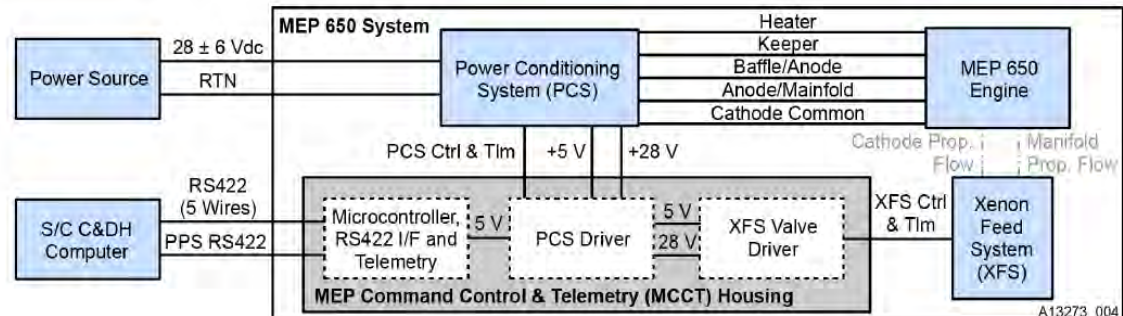 MEP 650 System
Power Source
28 ± 6 Vdc
RTN
Power Conditioning
System (PCS)
Heater
Keeper
Baffle/Anode
Anode/Mainfold
Cathode Common
MEP 650
Engine
PCS Ctrl & Tlm
+5 V
+28 V
Cathode Prop.
Flow
Manifold
Prop. Flow
S/C C&DH
Computer
RS422
(5 Wires)
PPS RS422
Microcontroller,
RS422 I/F and
Telemetry
5 V
PCS Driver
5 V
28 V
XFS Valve
Driver
XFS Ctrl
& Tlm
Xenon
Feed
System
(XFS)
MEP Command Control & Telemetry (MCCT) Housing
A13273_004